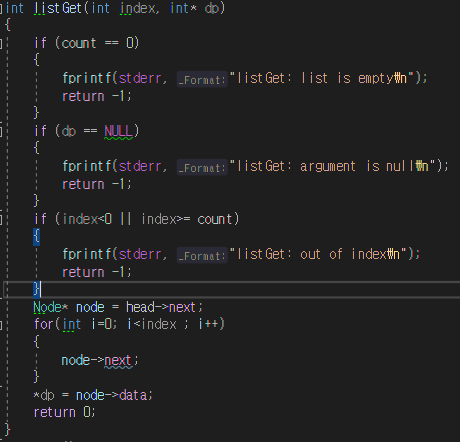 int listGet(int index, int* dp)
{
    if (count == 0)
    {
        fprintf(stderr, _Format: "listGet: list is empty₩n");
        return -1;
    }
    if (dp == NULL)
    {
        fprintf(stderr, _Format: "listGet: argument is null₩n");
        return -1;
    }
    if (index<0 || index>= count)
    {
        fprintf(stderr, _Format: "listGet: out of index₩n");
        return -1;
    }
    Node* node = head->next;
    for(int i=0; i<index ; i++)
    {
        node->next;
    }
    *dp = node->data;
    return 0;
}